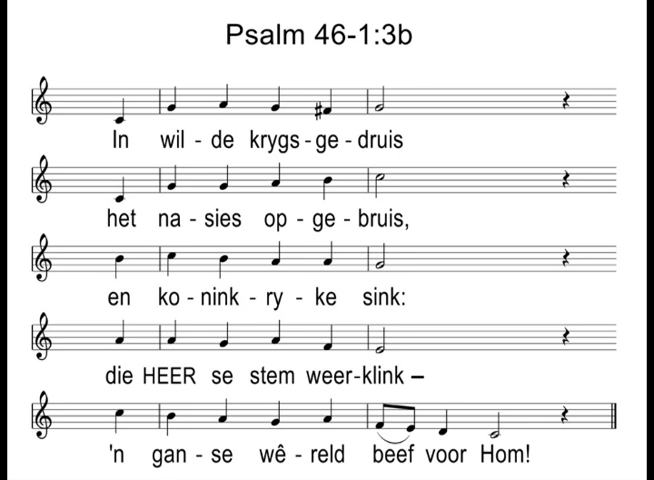 Psalm 46-1:3b
In wil - de krygs - ge - druis
het na - sies op - ge - bruis,
en ko - nink - ry - ke sink:
die HEER se stem weer-klink –
'n gan - se wê - reld beef voor Hom!